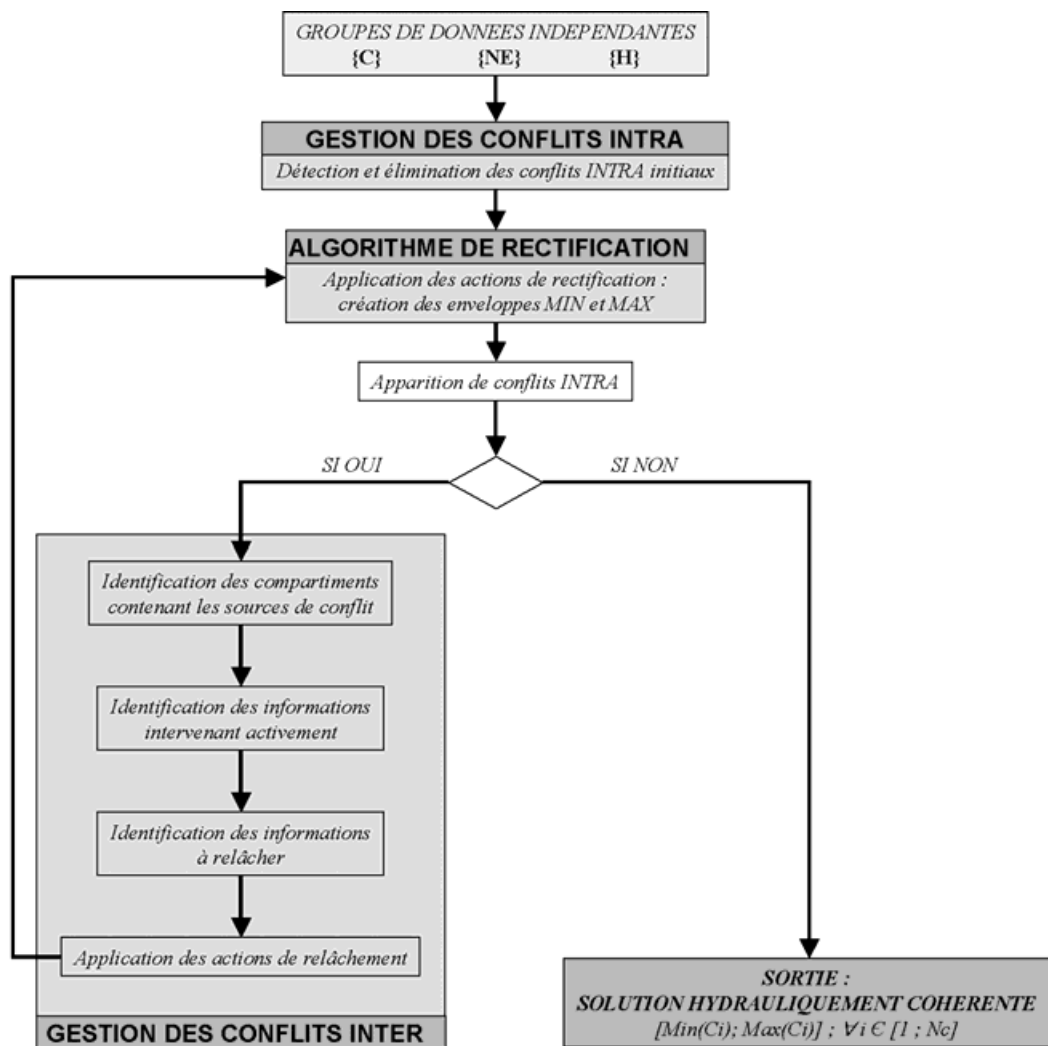 GROUPES DE DONNEES INDEPENDANTES
{C} {NE} {H}
GESTION DES CONFLITS INTRA
Détection et élimination des conflits INTRA initiaux
ALGORITHME DE RECTIFICATION
Application des actions de rectification :
création des enveloppes MIN et MAX
Apparition de conflits INTRA
SI OUI
SI NON
Identification des compartiments
contenant les sources de conflit
Identification des informations
intervenant activement
Identification des informations
à relâcher
Application des actions de relâchement
GESTION DES CONFLITS INTER
SORTIE :
SOLUTION HYDRAULIQUEMENT COHERENTE
[Min(Ci); Max(Ci)] ; ∀ i Є [1 ; Nc]